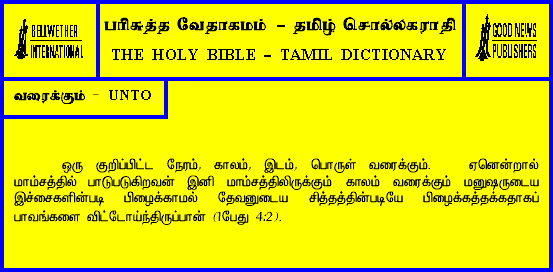 BELLWETHER
INTERNATIONAL
பரிசுத்த வேதாகமம் – தமிழ் சொல்லகராதி
THE HOLY BIBLE – TAMIL DICTIONARY
GOOD NEWS
PUBLISHERS
வரைக்கும் – UNTO
ஒரு குறிப்பிட்ட நேரம், காலம், இடம், பொருள் வரைக்கும். ஏனென்றால்
மாம்சத்தில் பாடுபடுகிறவன் இனி மாம்சத்திலிருக்கும் காலம் வரைக்கும் மனுஷருடைய
இச்சைகளின்படி பிழைக்காமல் தேவனுடைய சித்தத்தின்படியே பிழைக்கத்தக்கதாகப்
பாவங்களை விட்டோய்ந்திருப்பான் (1பேது 4:2).